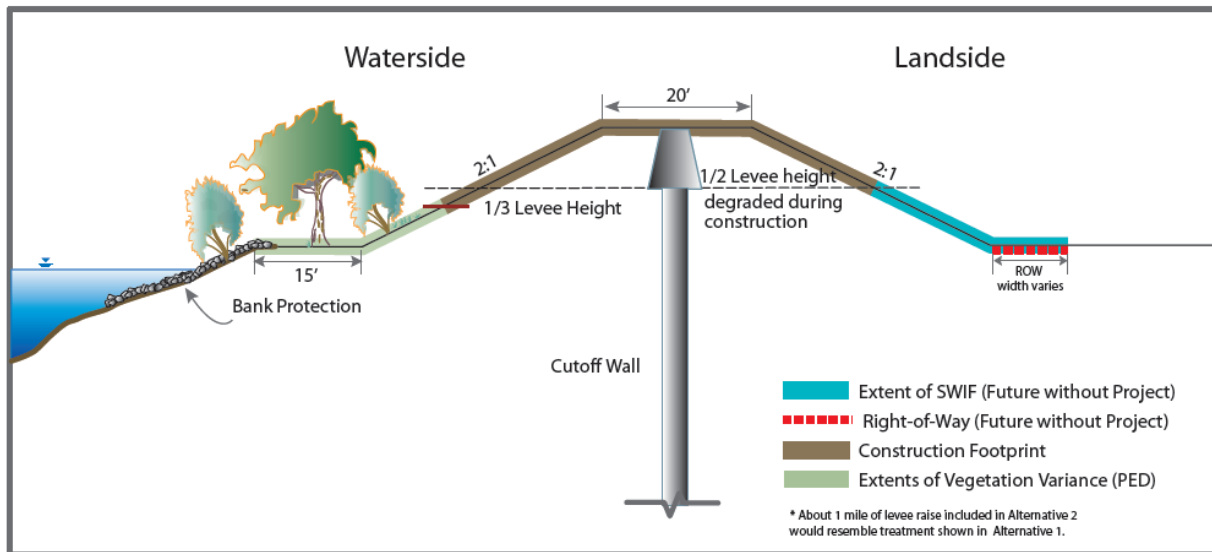 Waterside
Landside
20'
2:1
2:1
1/2 Levee height
degraded during
construction
1/3 Levee Height
15'
ROW
width varies
Bank Protection
Cutoff Wall
Extent of SWIF (Future without Project)
Right-of-Way (Future without Project)
Construction Footprint
Extents of Vegetation Variance (PED)
* About 1 mile of levee raise included in Alternative 2
would resemble treatment shown in Alternative 1.